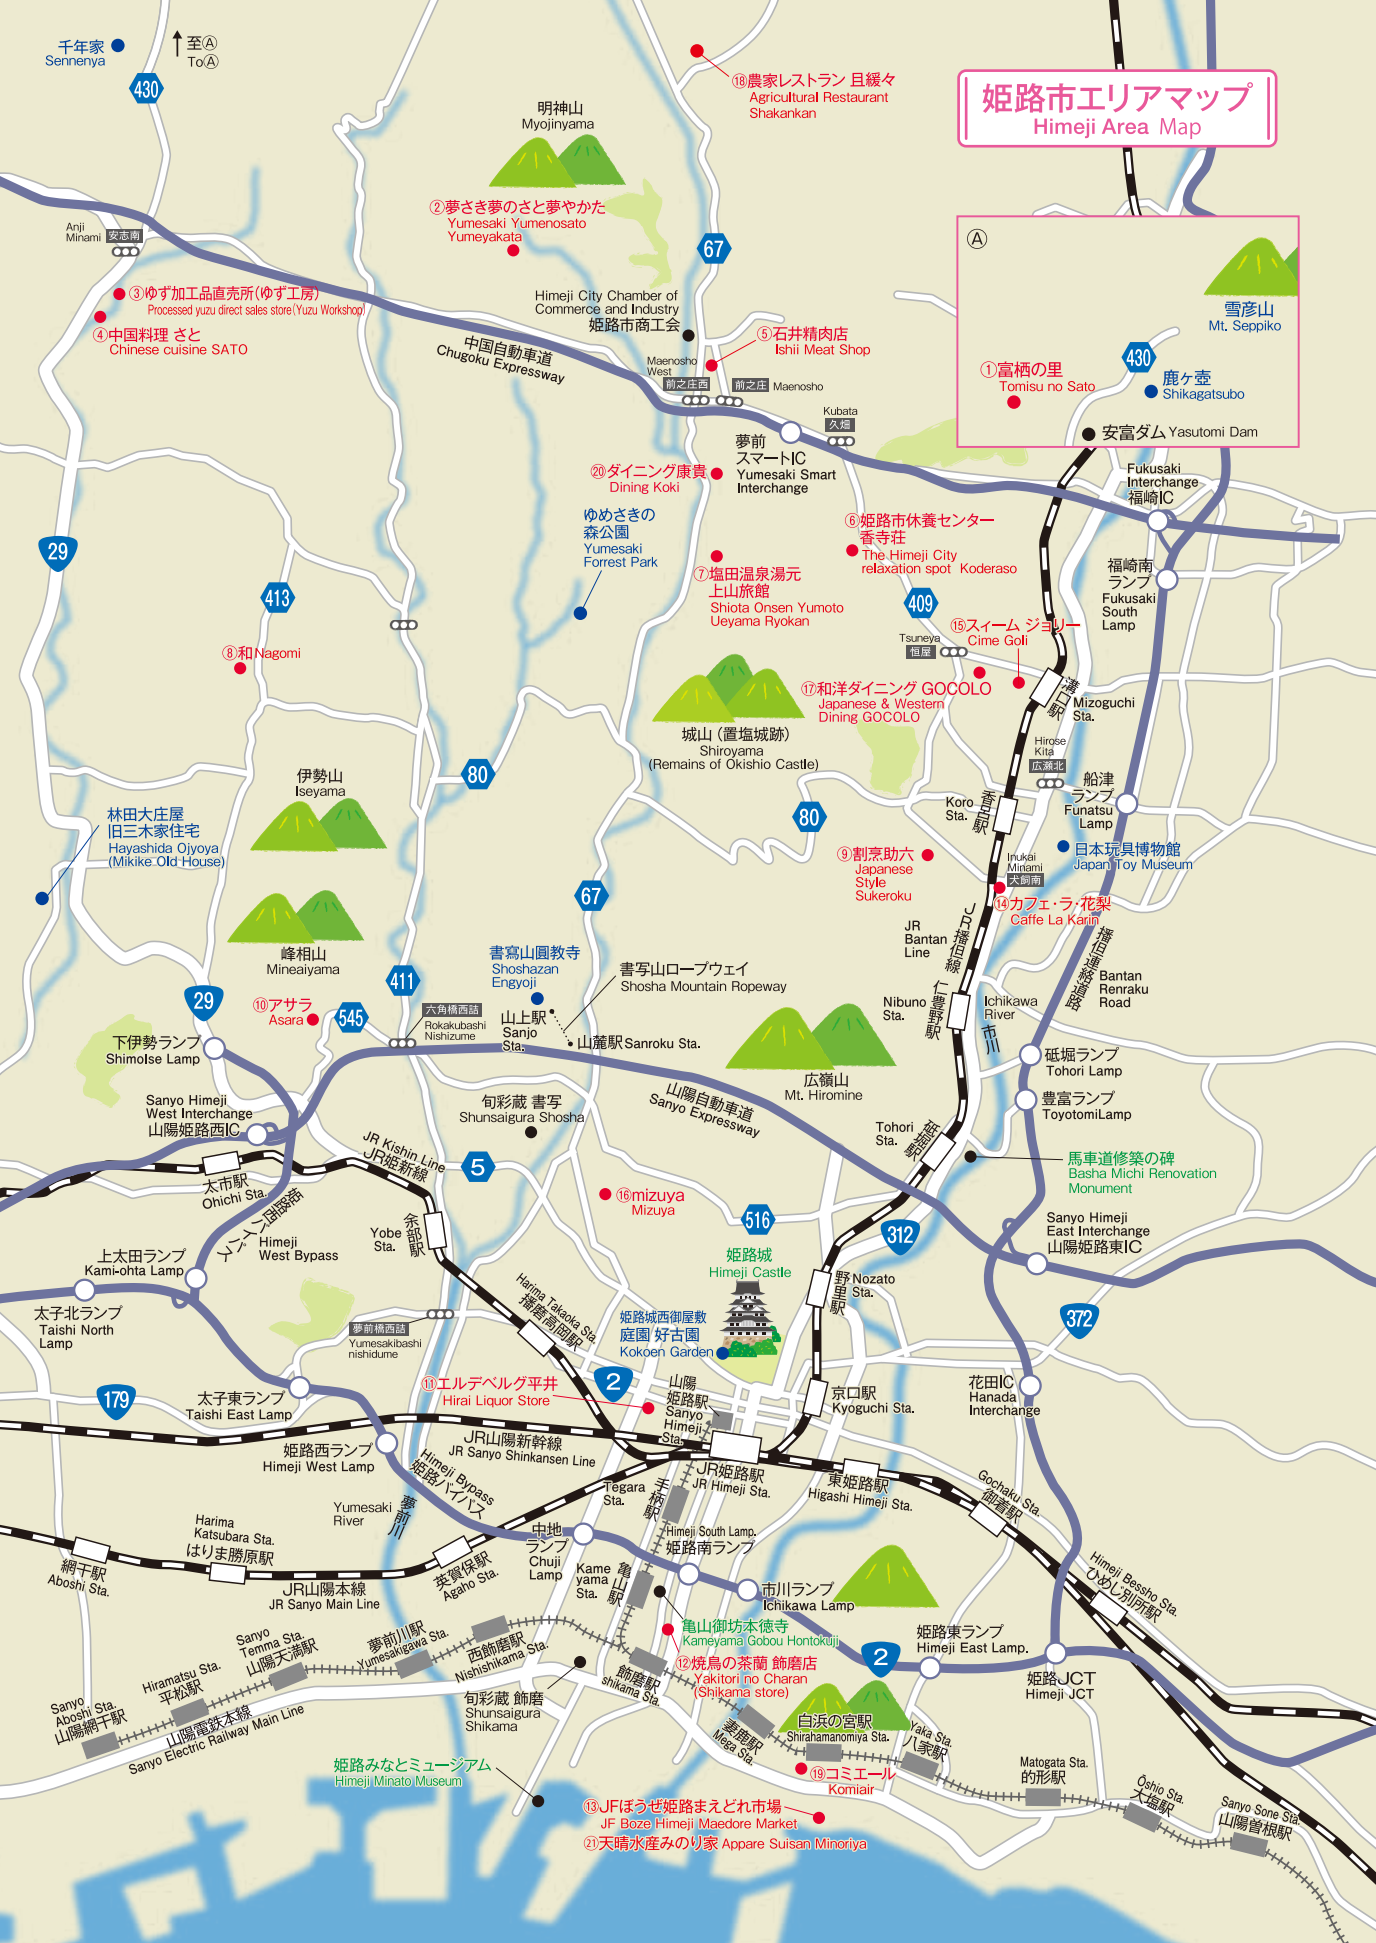 千年家
Sennenya
至Ⓐ
ToⒶ
430
⑱農家レストラン 且緩々
Agricultural Restaurant
Shakankan
姫路市エリアマップ
Himeji Area Map
明神山
Myojinyama
②夢さき夢のさと夢やかた
Yumesaki Yumenosato
Yumeyakata
Anji
Minami
安志南
67
Ⓐ
雪彦山
Mt. Seppiko
430
①富栖の里
Tomisu no Sato
鹿ヶ壺
Shikagatsubo
安富ダム Yasutomi Dam
③ゆず加工品直売所(ゆず工房)
Processed yuzu direct sales store(Yuzu Workshop)
④中国料理 さと
Chinese cuisine SATO
Himeji City Chamber of
Commerce and Industry
姫路市商工会
中国自動車道
Chugoku Expressway
⑤石井精肉店
Ishii Meat Shop
Maenosho
West
前之庄西
前之庄
Maenosho
Kubata
久畑
夢前
スマートIC
Yumesaki Smart
Interchange
⑳ダイニング康貴
Dining Koki
Fukusaki
Interchange
福崎IC
ゆめさきの
森公園
Yumesaki
Forrest Park
⑥姫路市休養センター
香寺荘
The Himeji City
relaxation spot Koderaso
29
⑦塩田温泉湯元
上山旅館
Shiota Onsen Yumoto
Ueyama Ryokan
福崎南
ランプ
Fukusaki
South
Lamp
413
409
⑮スィーム ジョリー
Cime Goli
Tsuneya
恒屋
⑧和Nagomi
⑰和洋ダイニング GOCOLO
Japanese & Western
Dining GOCOLO
溝口駅
Mizoguchi
Sta.
城山 (置塩城跡)
Shiroyama
(Remains of Okishio Castle)
Hirose
Kita
広瀬北
80
伊勢山
Iseyama
船津
ランプ
Funatsu
Lamp
林田大庄屋
旧三木家住宅
Hayashida Ojyoya
(Mikike Old House)
80
Koro
Sta.
香呂駅
⑨割烹助六
Japanese
Style
Sukeroku
日本玩具博物館
Japan Toy Museum
Inukai
Minami
犬飼南
67
⑭カフェ・ラ・花梨
Caffe La Karin
JR
Bantan
Line
JR播但線
播但連絡道路
Bantan
Renraku
Road
峰相山
Mineaiyama
書寫山圓教寺
Shoshazan
Engyoji
書写山ロープウェイ
Shosha Mountain Ropeway
411
29
⑩アサラ
Asara
545
六角橋西詰
Rokakubashi
Nishizume
山上駅
Sanjo
Sta.
山麓駅Sanroku Sta.
Nibuno
Sta.
仁豊野駅
Ichikawa
River
市川
下伊勢ランプ
ShimoIse Lamp
砥堀ランプ
Tohori Lamp
広嶺山
Mt. Hiromine
豊富ランプ
ToyotomiLamp
Sanyo Himeji
West Interchange
山陽姫路西IC
旬彩蔵 書写
Shunsaigura Shosha
山陽自動車道
Sanyo Expressway
Tohori
Sta.
砥堀駅
JR Kishin Line
JR姫新線
太市駅
Ohichi Sta.
5
馬車道修築の碑
Basha Michi Renovation
Monument
⑯mizuya
Mizuya
516
312
Sanyo Himeji
East Interchange
山陽姫路東IC
姫路西バイパス
Himeji
West Bypass
Yobe
Sta.
余部駅
上太田ランプ
Kami-ohta Lamp
姫路城
Himeji Castle
野里駅
Nozato
Sta.
太子北ランプ
Taishi North
Lamp
Harima Takaoka Sta.
播磨高岡駅
姫路城西御屋敷
庭園 好古園
Kokoen Garden
372
夢前橋西詰
Yumesakibashi
nishidume
179
太子東ランプ
Taishi East Lamp
⑪エルデベルグ平井
Hirai Liquor Store
2
山陽
姫路駅
Sanyo
Himeji
Sta.
京口駅
Kyoguchi Sta.
花田IC
Hanada
Interchange
姫路西ランプ
Himeji West Lamp
JR山陽新幹線
JR Sanyo Shinkansen Line
Himeji Bypass
姫路バイパス
JR姫路駅
JR Himeji Sta.
東姫路駅
Higashi Himeji Sta.
Gochaku Sta.
御着駅
Tegara
Sta.
手柄駅
Yumesaki
River
夢前川
Harima
Katsubara Sta.
はりま勝原駅
中地
ランプ
Chuji
Lamp
Himeji South Lamp.
姫路南ランプ
網干駅
Aboshi Sta.
英賀保駅
Agaho Sta.
JR山陽本線
JR Sanyo Main Line
Kame
yama
Sta.
亀山駅
市川ランプ
Ichikawa Lamp
Himeji Bessho Sta.
ひめじ別所駅
亀山御坊本徳寺
Kameyama Gobou Hontokuji
姫路東ランプ
Himeji East Lamp.
2
Sanyo
Temma Sta.
山陽天満駅
夢前川駅
Yumesakigawa Sta.
西飾磨駅
Nishishikama Sta.
⑫焼鳥の茶蘭 飾磨店
Yakitori no Charan
(Shikama store)
飾磨駅
shikama Sta.
姫路JCT
Himeji JCT
Hiramatsu Sta.
平松駅
Sanyo
Aboshi Sta.
山陽網干駅
山陽電鉄本線
Sanyo Electric Railway Main Line
旬彩蔵 飾磨
Shunsaigura
Shikama
妻鹿駅
Mega Sta.
白浜の宮駅
Shirahamanomiya Sta.
Yaka Sta.
八家駅
Matogata Sta.
的形駅
Ōshio Sta.
大塩駅
Sanyo Sone Sta.
山陽曽根駅
姫路みなとミュージアム
Himeji Minato Museum
⑲コミエール
Komiair
⑬JFぼうぜ姫路まえどれ市場
JF Boze Himeji Maedore Market
㉑天晴水産みのり家 Appare Suisan Minoriya